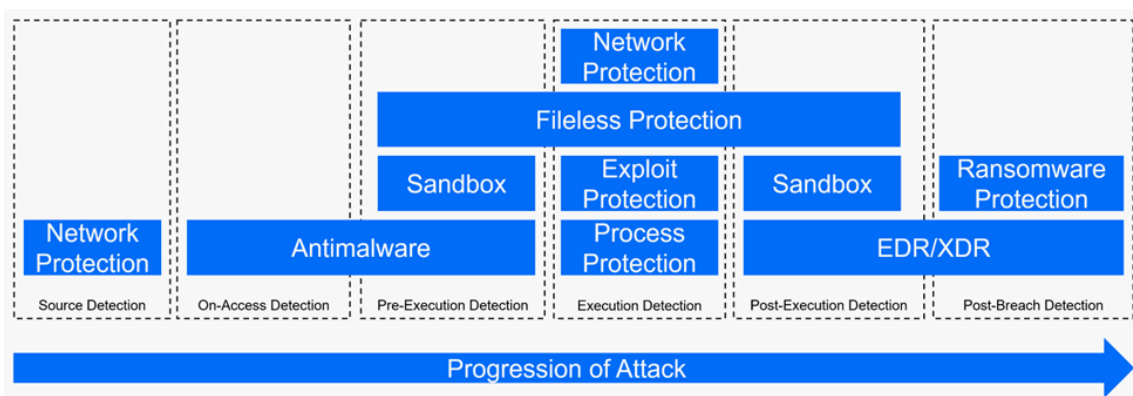 Network
Protection
Fileless Protection
Sandbox
Exploit
Protection
Sandbox
Ransomware
Protection
Network
Protection
Antimalware
Process
Protection
EDR/XDR
Source Detection
On-Access Detection
Pre-Execution Detection
Execution Detection
Post-Execution Detection
Post-Breach Detection
Progression of Attack